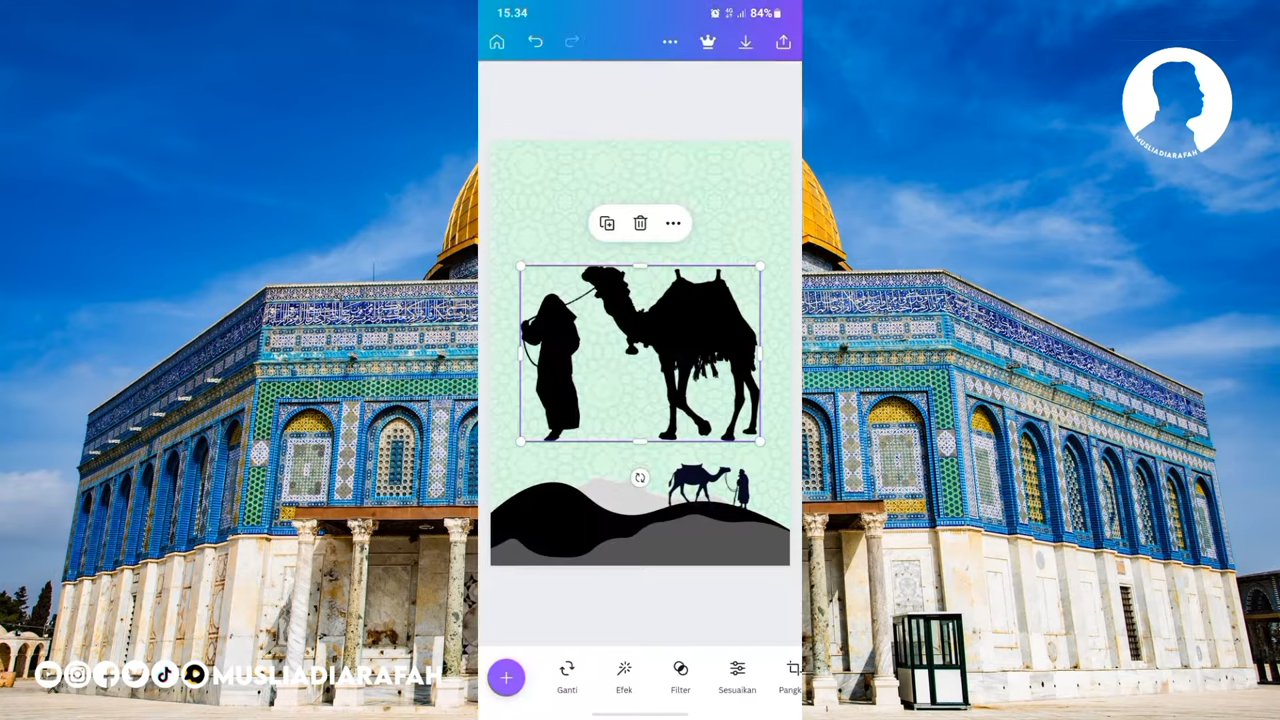 15.34
84%
MUSLIADIARAFAH
Ganti
Efek
Filter
Sesuaikan
Pangk
MUSLIADIARAFAH